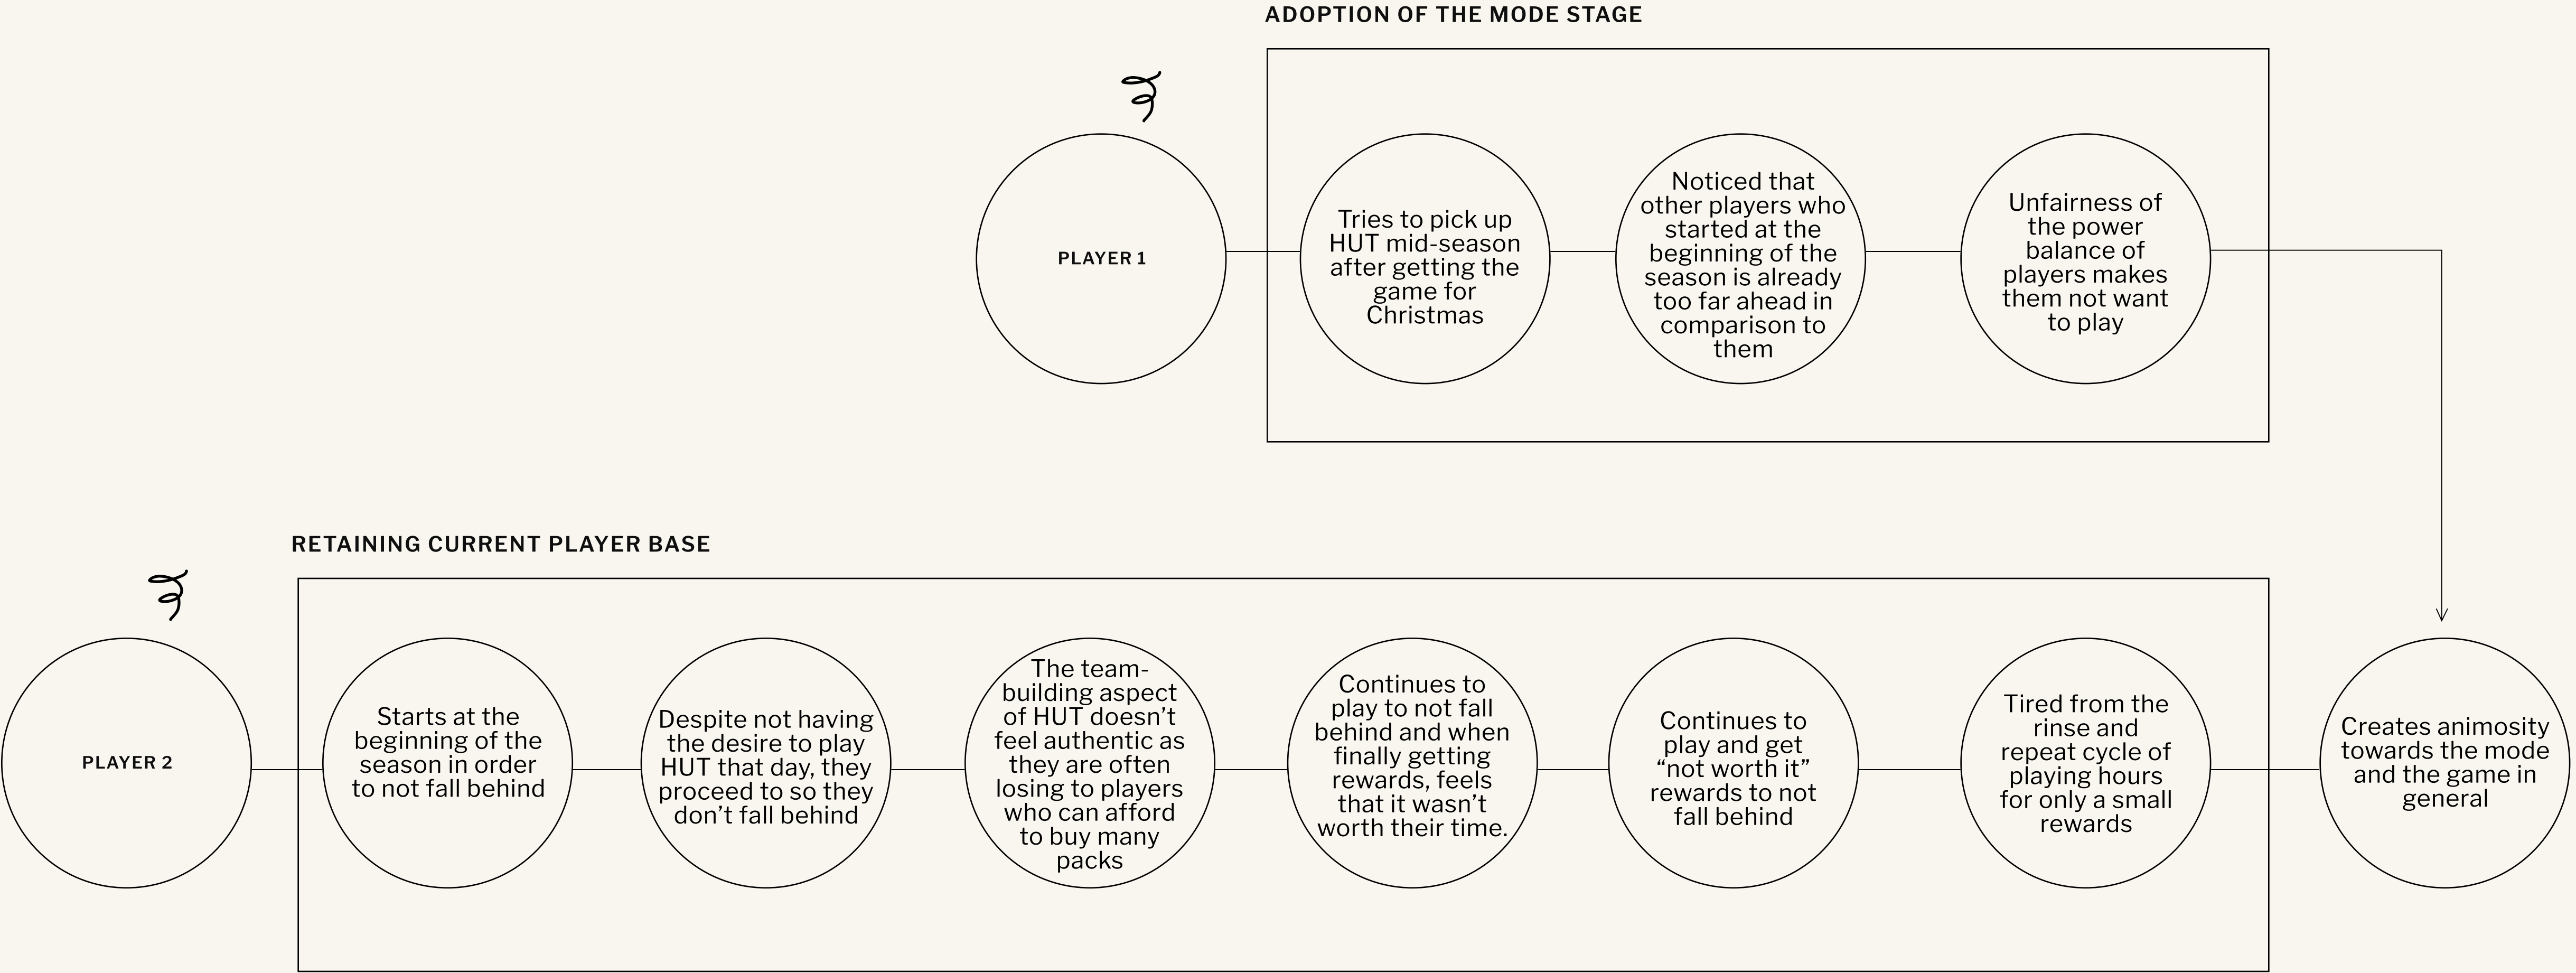 ADOPTION OF THE MODE STAGE
PLAYER 1
Tries to pick up
HUT mid-season
after getting the
game for
Christmas
Noticed that
other players who
started at the
beginning of the
season is already
too far ahead in
comparison to
them
Unfairness of
the power
balance of
players makes
them not want
to play
RETAINING CURRENT PLAYER BASE
PLAYER 2
Starts at the
beginning of the
season in order
to not fall behind
Despite not having
the desire to play
HUT that day, they
proceed to so they
don’t fall behind
The team-
building aspect
of HUT doesn’t
feel authentic as
they are often
losing to players
who can afford
to buy many
packs
Continues to
play to not fall
behind and when
finally getting
rewards, feels
that it wasn’t
worth their time.
Continues to
play and get
“not worth it”
rewards to not
fall behind
Tired from the
rinse and
repeat cycle of
playing hours
for only a small
rewards
Creates animosity
towards the mode
and the game in
general